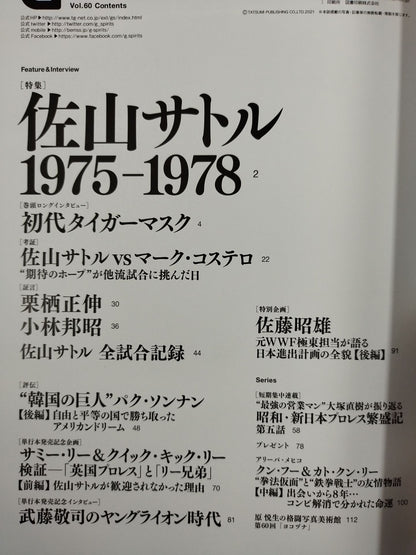 Vol.60 Contents
公式HP▶http://www.tg-net.co.jp/ext/gs/index.html
公式twitter▶http://twitter.com/g_spirits
公式mobile▶http://beniss.jp/g-spirits/
公式Facebook▶https://www.facebook.com/g.spirits
©TATSUMI PUBLISHING CO.,LTD 2021
Feature & Interview
［特集］
佐山サトル
1975–1978 2
［巻頭ロングインタビュー］
初代タイガーマスク 4
［考証］
佐山サトル vs マーク・コステロ 22
“期待のホープ”が他流試合に挑んだ日
［証言］
栗栖正伸 30
小林邦昭 36
佐山サトル 全試合記録 44
［評伝］
“韓国の巨人”パク・ソンナン
【後編】自由と平等の国で勝ち取った
アメリカンドリーム 48
［単行本発売記念企画］
サミー・リー＆クイック・キック・リー
検証―「英国プロレス」と「リー兄弟」
【前編】佐山サトルが歓迎されなかった理由 70
［単行本発売記念インタビュー］
武藤敬司のヤングライオン時代 81
［特別企画］
佐藤昭雄
元WWF極東担当が語る
日本進出計画の全貌【後編】 91
Series
［短期集中連載］
“最強の営業マン”大塚直樹が振り返る
昭和・新日本プロレス繁盛記
第五話 58
プレゼント 78
アリーバ・メヒコ
クン・フー＆カト・クン・リー
“拳法仮面”と“鉄拳戦士”の友情物語
【中編】出会いから8年…
コンビ解消で分かれた命運 100
原 悦生の格闘写真美術館 112
第60回「ヨコヅナ」